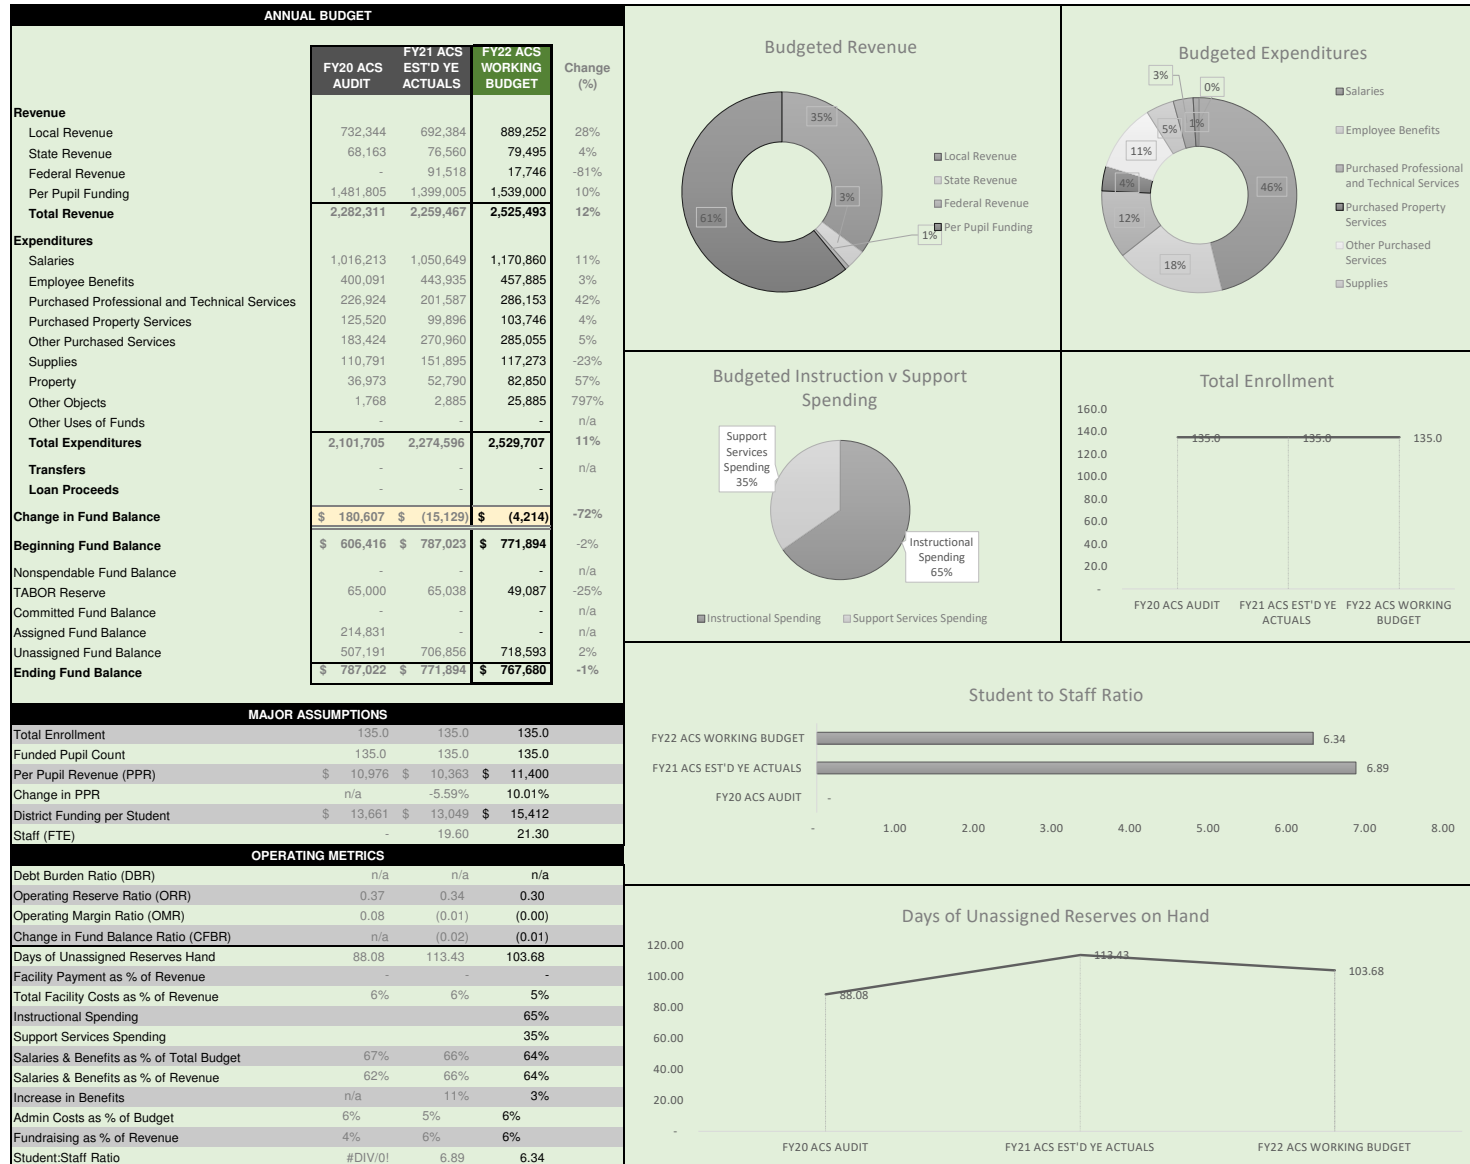 ANNUAL BUDGET
FY20 ACS AUDIT FY21 ACS EST'D YE ACTUALS FY22 ACS WORKING BUDGET Change (%)
Revenue
Local Revenue 732,344 692,384 889,252 28%
State Revenue 68,163 76,560 79,495 4%
Federal Revenue - 91,518 17,746 -81%
Per Pupil Funding 1,481,805 1,399,005 1,539,000 10%
Total Revenue 2,282,311 2,259,467 2,525,493 12%
Expenditures
Salaries 1,016,213 1,050,649 1,170,860 11%
Employee Benefits 400,091 443,935 457,885 3%
Purchased Professional and Technical Services 226,924 201,587 286,153 42%
Purchased Property Services 125,520 99,896 103,746 4%
Other Purchased Services 183,424 270,960 285,055 5%
Supplies 110,791 151,895 117,273 -23%
Property 36,973 52,790 82,850 57%
Other Objects 1,768 2,885 25,885 797%
Other Uses of Funds - - - n/a
Total Expenditures 2,101,705 2,274,596 2,529,707 11%
Transfers - - - n/a
Loan Proceeds - - -
Change in Fund Balance $ 180,607 $ (15,129) $ (4,214) -72%
Beginning Fund Balance $ 606,416 $ 787,023 $ 771,894 -2%
Nonspendable Fund Balance - - - n/a
TABOR Reserve 65,000 65,038 49,087 -25%
Committed Fund Balance - - - n/a
Assigned Fund Balance 214,831 - - n/a
Unassigned Fund Balance 507,191 706,856 718,593 2%
Ending Fund Balance $ 787,022 $ 771,894 $ 767,680 -1%
MAJOR ASSUMPTIONS
Total Enrollment 135.0 135.0 135.0
Funded Pupil Count 135.0 135.0 135.0
Per Pupil Revenue (PPR) $ 10,976 $ 10,363 $ 11,400
Change in PPR n/a -5.59% 10.01%
District Funding per Student $ 13,661 $ 13,049 $ 15,412
Staff (FTE) - 19.60 21.30
OPERATING METRICS
Debt Burden Ratio (DBR) n/a n/a n/a
Operating Reserve Ratio (ORR) 0.37 0.34 0.30
Operating Margin Ratio (OMR) 0.08 (0.01) (0.00)
Change in Fund Balance Ratio (CFBR) n/a (0.02) (0.01)
Days of Unassigned Reserves Hand 88.08 113.43 103.68
Facility Payment as % of Revenue - - -
Total Facility Costs as % of Revenue 6% 6% 5%
Instructional Spending 65%
Support Services Spending 35%
Salaries & Benefits as % of Total Budget 67% 66% 64%
Salaries & Benefits as % of Revenue 62% 66% 64%
Increase in Benefits n/a 11% 3%
Admin Costs as % of Budget 6% 5% 6%
Fundraising as % of Revenue 4% 6% 6%
Student:Staff Ratio #DIV/0! 6.89 6.34
Budgeted Revenue
35%
3%
1%
61%
Local Revenue
State Revenue
Federal Revenue
Per Pupil Funding
Budgeted Expenditures
46%
18%
12%
4%
11%
5%
3%
1%
0%
Salaries
Employee Benefits
Purchased Professional
and Technical Services
Purchased Property
Services
Other Purchased
Services
Supplies
Budgeted Instruction v Support
Spending
Support
Services
Spending
35%
Instructional
Spending
65%
Instructional Spending Support Services Spending
Total Enrollment
160.0
140.0
120.0
100.0
80.0
60.0
40.0
20.0
-
135.0 135.0 135.0
FY20 ACS AUDIT FY21 ACS EST'D YE ACTUALS FY22 ACS WORKING BUDGET
Student to Staff Ratio
FY22 ACS WORKING BUDGET 6.34
FY21 ACS EST'D YE ACTUALS 6.89
FY20 ACS AUDIT -
- 1.00 2.00 3.00 4.00 5.00 6.00 7.00 8.00
Days of Unassigned Reserves on Hand
120.00
100.00
80.00
60.00
40.00
20.00
-
88.08 113.43 103.68
FY20 ACS AUDIT FY21 ACS EST'D YE ACTUALS FY22 ACS WORKING BUDGET